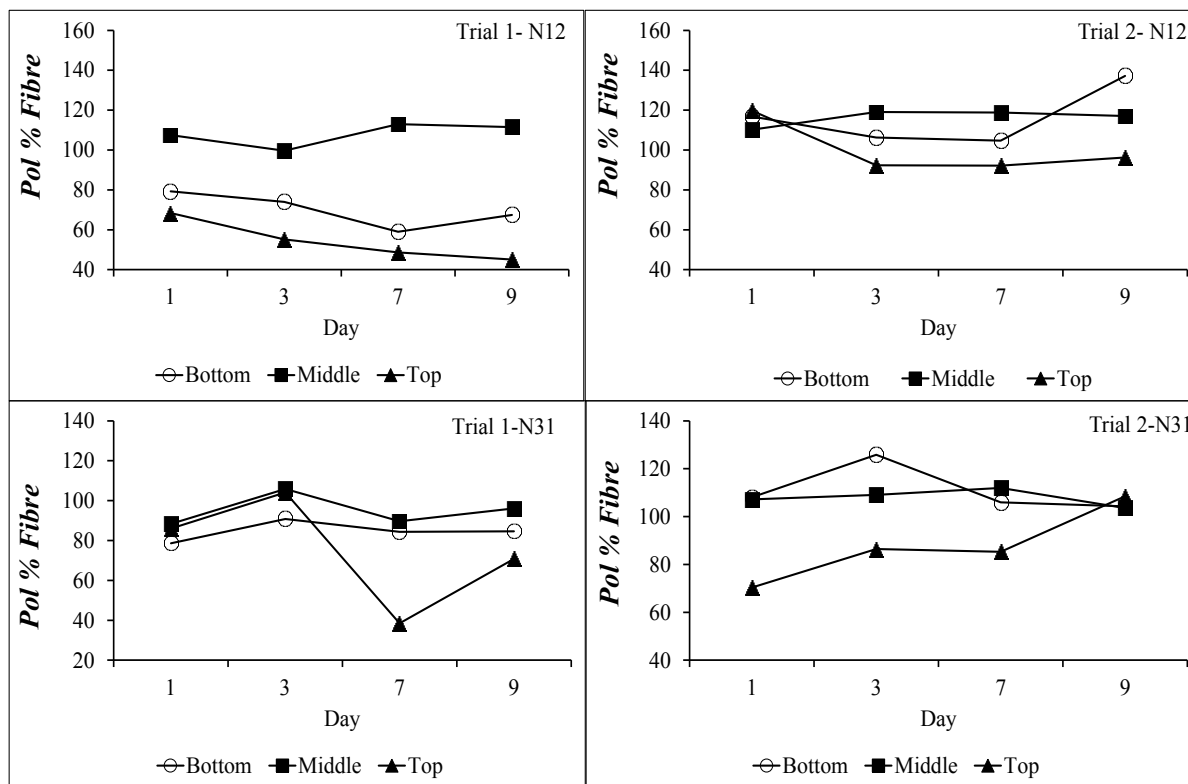 Trial 1- N12
Pol % Fibre
160
140
120
100
80
60
40
1 3 7 9
Day
Bottom Middle Top
Trial 2- N12
Pol % Fibre
160
140
120
100
80
60
40
1 3 7 9
Day
Bottom Middle Top
Trial 1-N31
Pol % Fibre
140
120
100
80
60
40
20
1 3 7 9
Day
Bottom Middle Top
Trial 2-N31
Pol % Fibre
140
120
100
80
60
40
1 3 7 9
Day
Bottom Middle Top